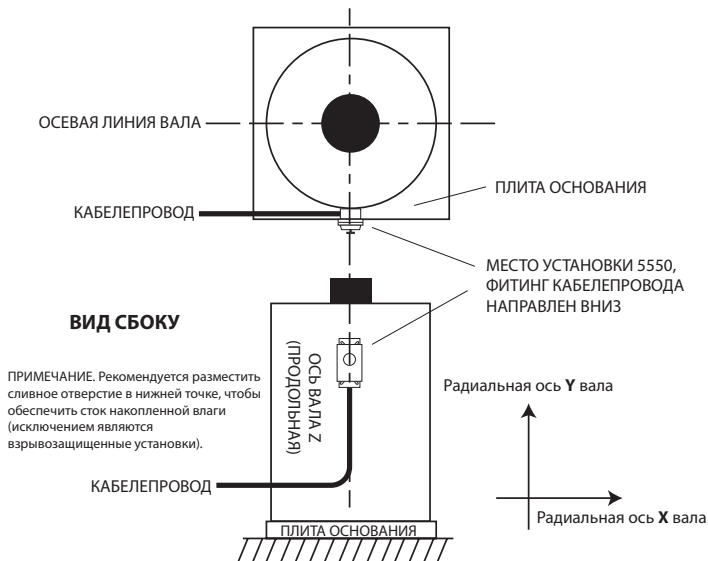 ОСЕВАЯ ЛИНИЯ ВАЛА
ПЛИТА ОСНОВАНИЯ
КАБЕЛЕПРОВОД
МЕСТО УСТАНОВКИ 5550,
ФИТИНГ КАБЕЛЕПРОВОДА
НАПРАВЛЕН ВНИЗ
ВИД СБОКУ
ОСЬ ВАЛА Z
(ПРОДОЛЬНАЯ)
ПРИМЕЧАНИЕ. Рекомендуется разместить
сливное отверстие в нижней точке, чтобы
обеспечить сток накопленной влаги
(исключением являются
взрывозащищенные установки).
Радиальная ось Y вала
КАБЕЛЕПРОВОД
Радиальная ось X вала
ПЛИТА ОСНОВАНИЯ